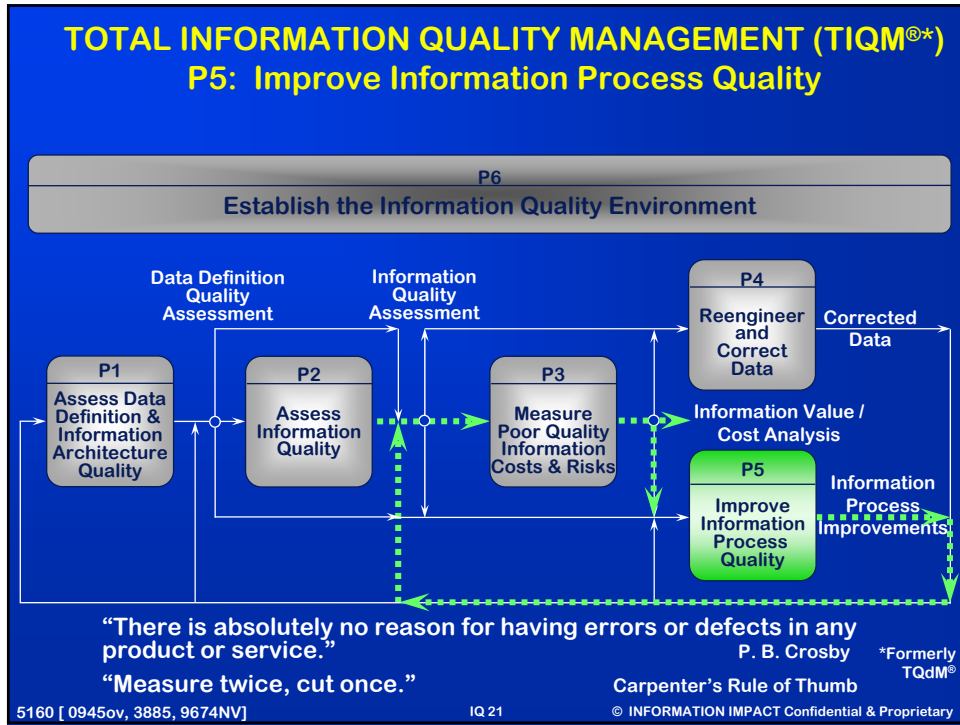 TOTAL INFORMATION QUALITY MANAGEMENT (TIQM®*)
P5: Improve Information Process Quality
P6
Establish the Information Quality Environment
Data Definition
Quality
Assessment
Information
Quality
Assessment
P4
Reengineer
and
Correct
Data
Corrected
Data
P1
Assess Data
Definition &
Information
Architecture
Quality
P2
Assess
Information
Quality
P3
Measure
Poor Quality
Information
Costs & Risks
Information Value /
Cost Analysis
P5
Improve
Information
Process
Quality
Information
Process
Improvements
“There is absolutely no reason for having errors or defects in any
product or service.”
P. B. Crosby
*Formerly
TQdM®
“Measure twice, cut once.”
Carpenter’s Rule of Thumb
5160 [ 0945ov, 3885, 9674NV]
IQ 21
© INFORMATION IMPACT Confidential & Proprietary